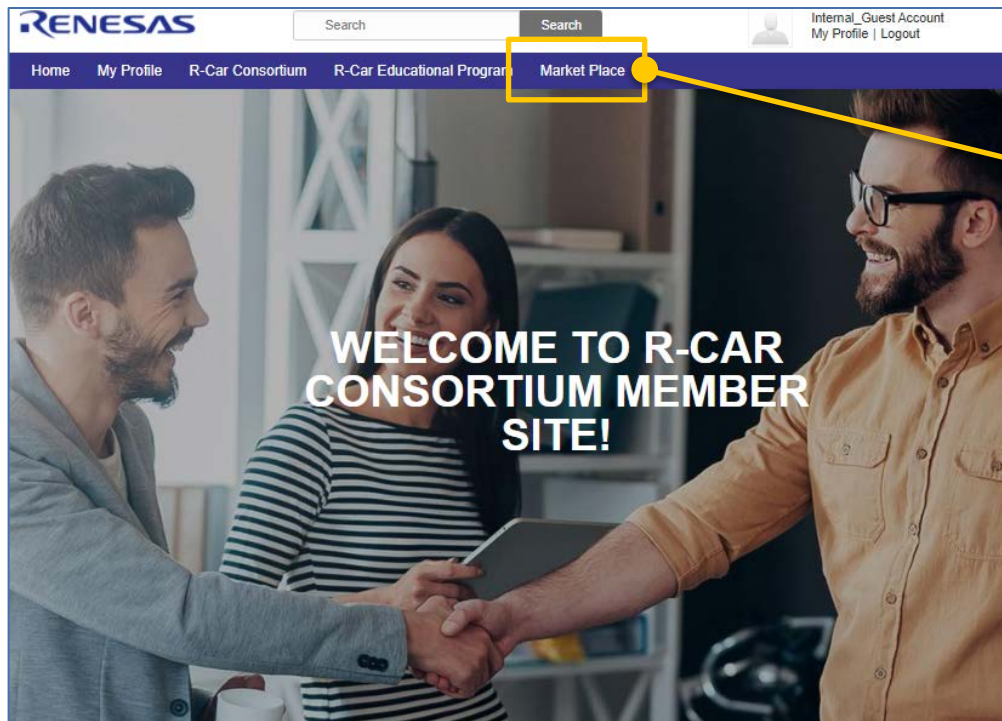 RENESAS
Search
Search
Internal_Guest Account
My Profile | Logout
Home My Profile R-Car Consortium R-Car Educational Program Market Place
WELCOME TO R-CAR
CONSORTIUM MEMBER
SITE!